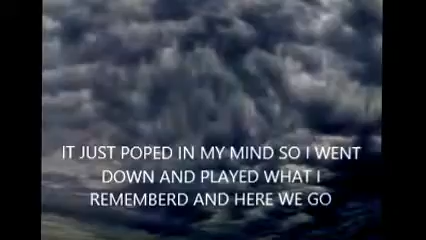 IT JUST POPED IN MY MIND SO I WENT
DOWN AND PLAYED WHAT I
REMEMBERD AND HERE WE GO